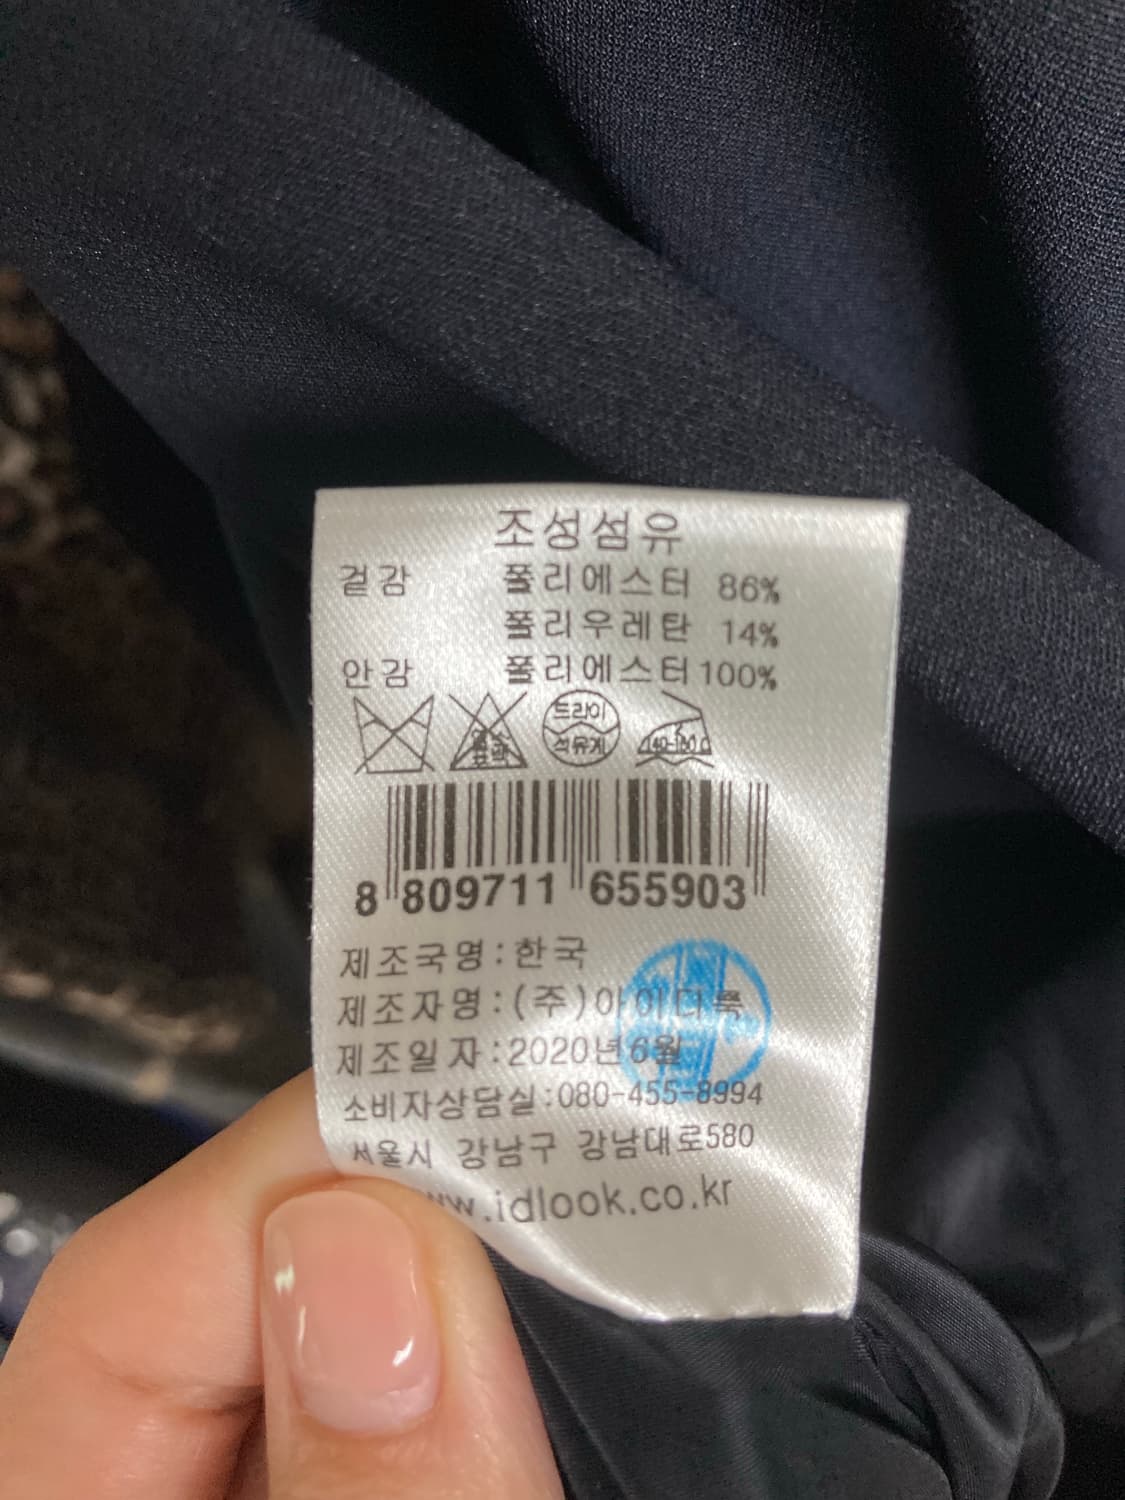 조성섬유
겉감 폴리에스터 86%
폴리우레탄 14%
안감 폴리에스터 100%
드라이
석유계
140-160℃
8 809711 655903
제조국명:한국
제조자명:(주)아이디룩
제조일자:2020년6월
소비자상담실:080-455-8994
서울시 강남구 강남대로580
.idlook.co.kr